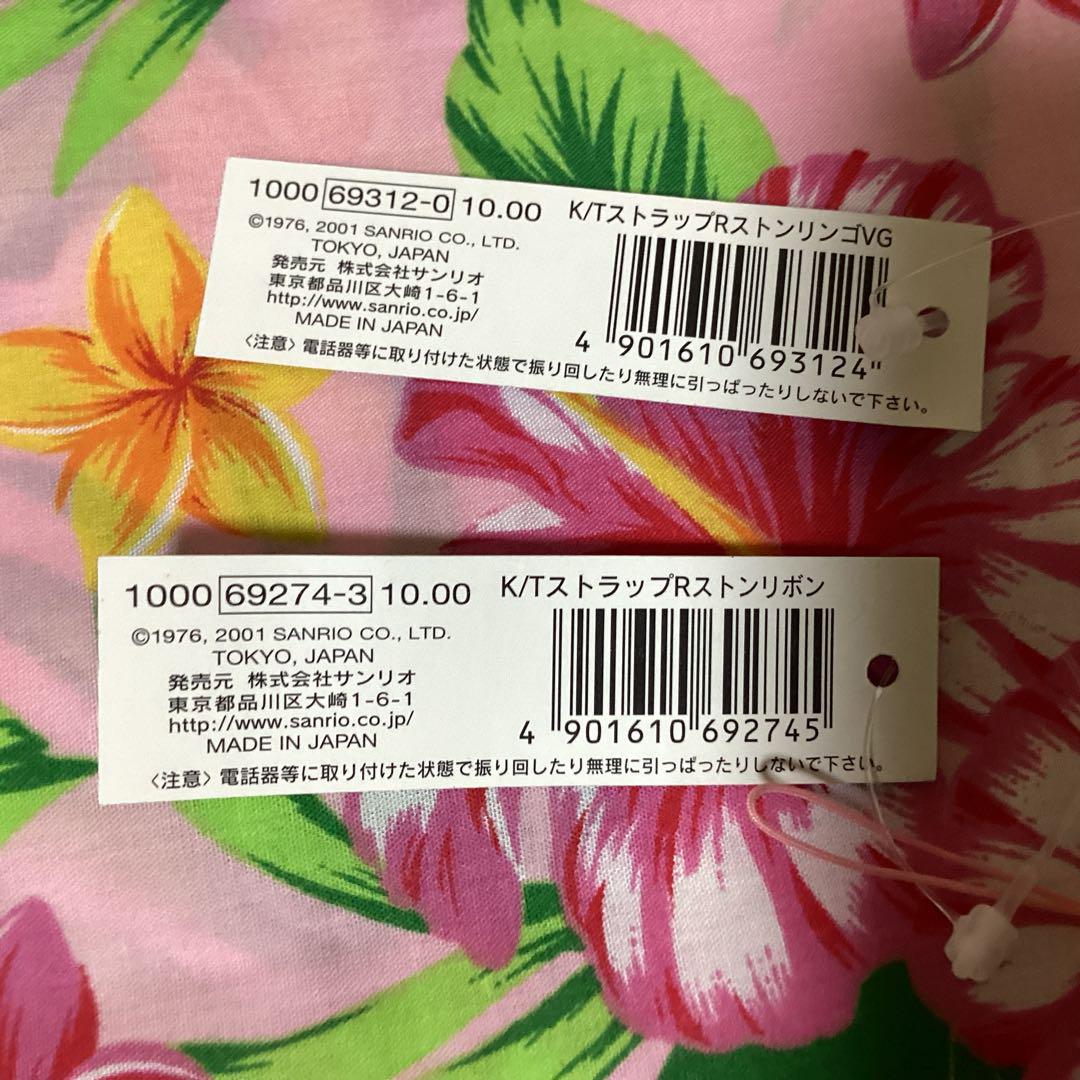 1000 69312-0 10.00
K/TストラップRストンリンゴVG
©1976, 2001 SANRIO CO., LTD.
TOKYO, JAPAN
発売元 株式会社サンリオ
東京都品川区大崎1-6-1
http://www.sanrio.co.jp/
MADE IN JAPAN
4 901610 693124
〈注意〉電話器等に取り付けた状態で振り回したり無理に引っぱったりしないで下さい。
1000 69274-3 10.00
K/TストラップRストンリボン
©1976, 2001 SANRIO CO., LTD.
TOKYO, JAPAN
発売元 株式会社サンリオ
東京都品川区大崎1-6-1
http://www.sanrio.co.jp/
MADE IN JAPAN
4 901610 692745
〈注意〉電話器等に取り付けた状態で振り回したり無理に引っぱったりしないで下さい。